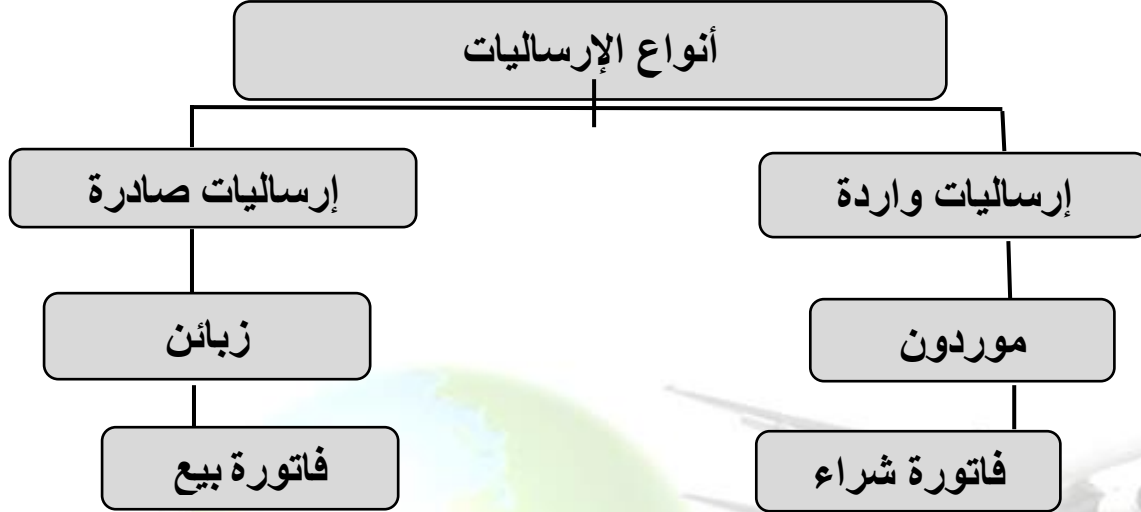 أنواع الإرساليات
إرساليات واردة
إرساليات صادرة
موردون
زبائن
فاتورة شراء
فاتورة بيع